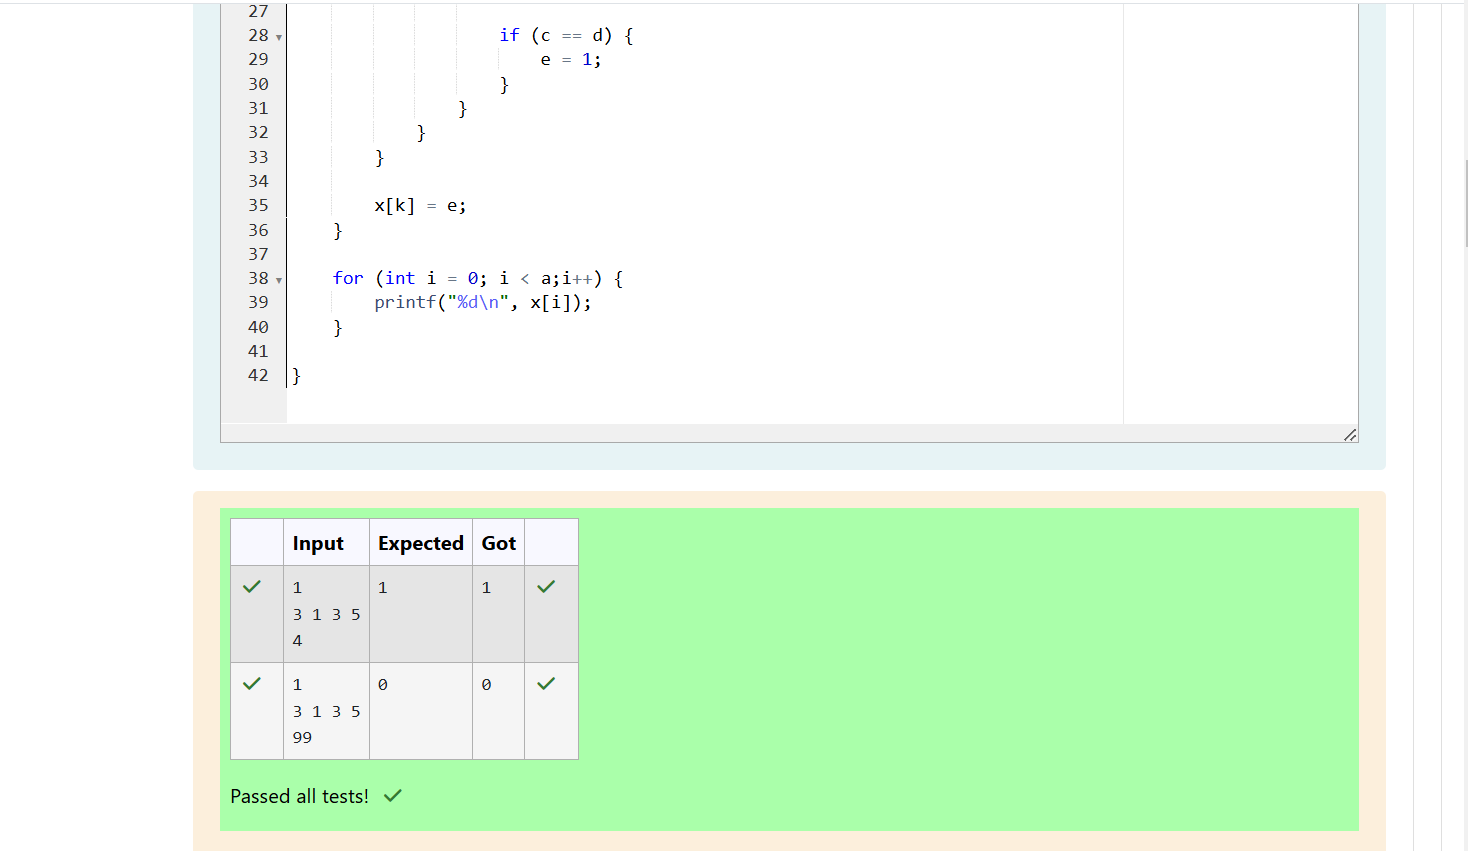 27
28 if (c == d) {
29 e = 1;
30 }
31 }
32 }
33 }
34
35 x[k] = e;
36 }
37
38 for (int i = 0; i < a;i++) {
39 printf("%d\n", x[i]);
40 }
41
42 }
Input Expected Got
1 1 1
3 1 3 5
4
1 0 0
3 1 3 5
99
Passed all tests!